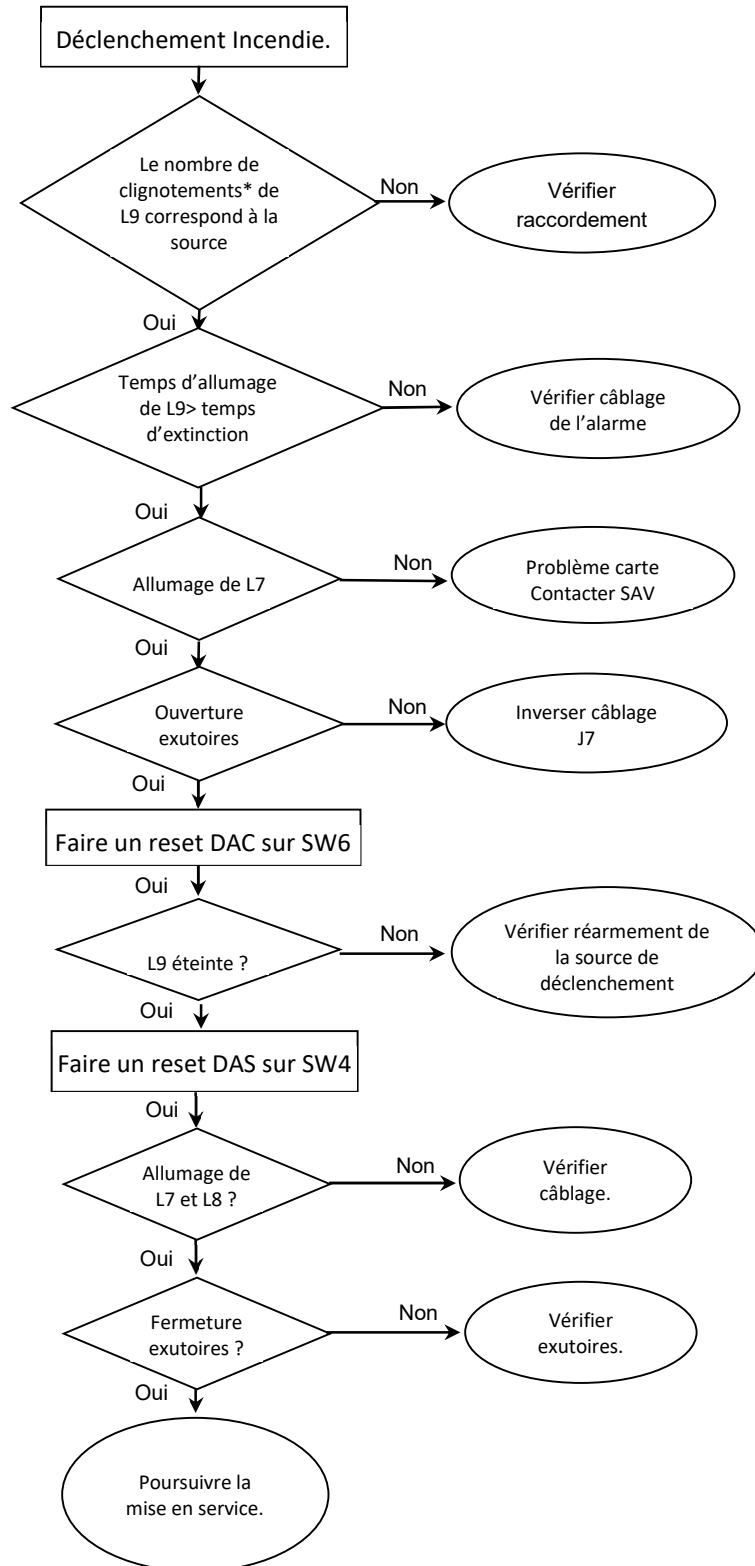 Déclenchement Incendie.
Le nombre de
clignotements* de
L9 correspond à la
source
Non
Vérifier
raccordement
Oui
Temps d’allumage
de L9> temps
d’extinction
Non
Vérifier câblage
de l’alarme
Oui
Allumage de L7
Non
Problème carte
Contacter SAV
Oui
Ouverture
exutoires
Non
Inverser câblage
J7
Oui
Faire un reset DAC sur SW6
Oui
L9 éteinte ?
Non
Vérifier réarmement de
la source de
déclenchement
Oui
Faire un reset DAS sur SW4
Oui
Allumage de
L7 et L8 ?
Non
Vérifier
câblage.
Oui
Fermeture
exutoires ?
Non
Vérifier
exutoires.
Oui
Poursuivre la
mise en service.